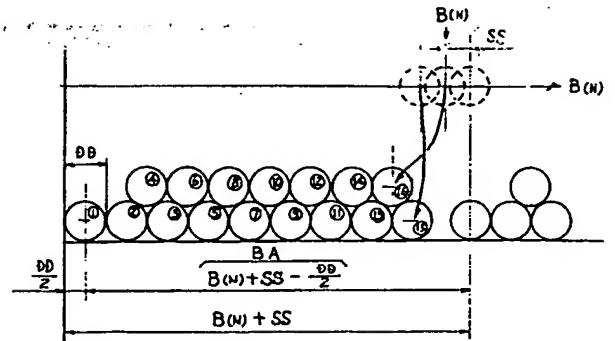 B(N)
SS
B(N)
DD
④ ⑥ ⑧ ⑩ ⑫ ⑭ ⑯
① ② ③ ⑤ ⑦ ⑨ ⑪ ⑬ ⑮
BA
DD/2
B(N)+SS-DD/2
B(N)+SS